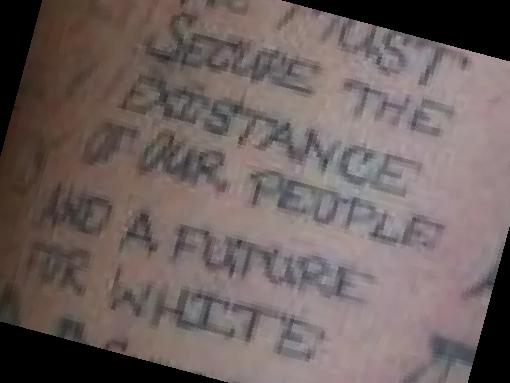 MUST
SECURE THE
EXISTANCE
OF OUR PEOPLE
AND A FUTURE
FOR WHITE